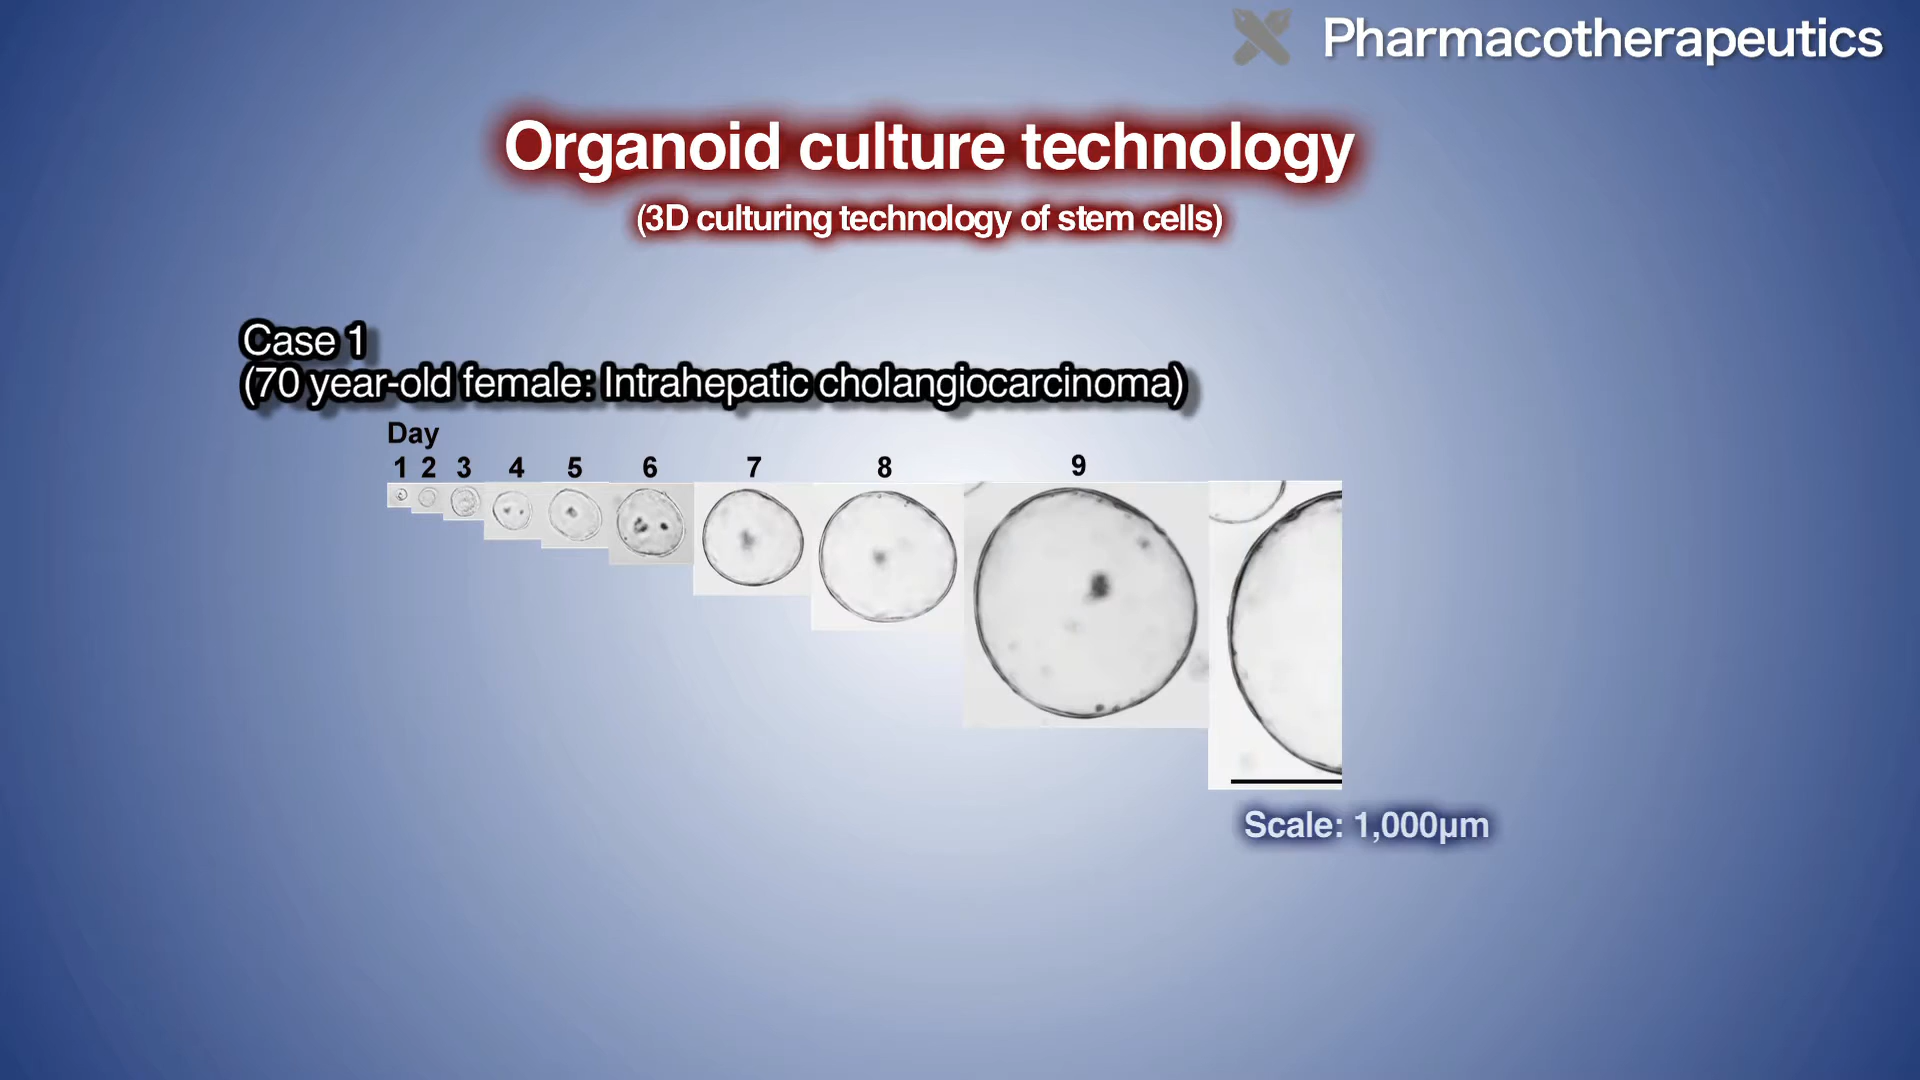 Pharmacotherapeutics
Organoid culture technology
(3D culturing technology of stem cells)
Case 1
(70 year-old female: Intrahepatic cholangiocarcinoma)
Day
1 2 3 4 5 6 7 8 9
Scale: 1,000µm